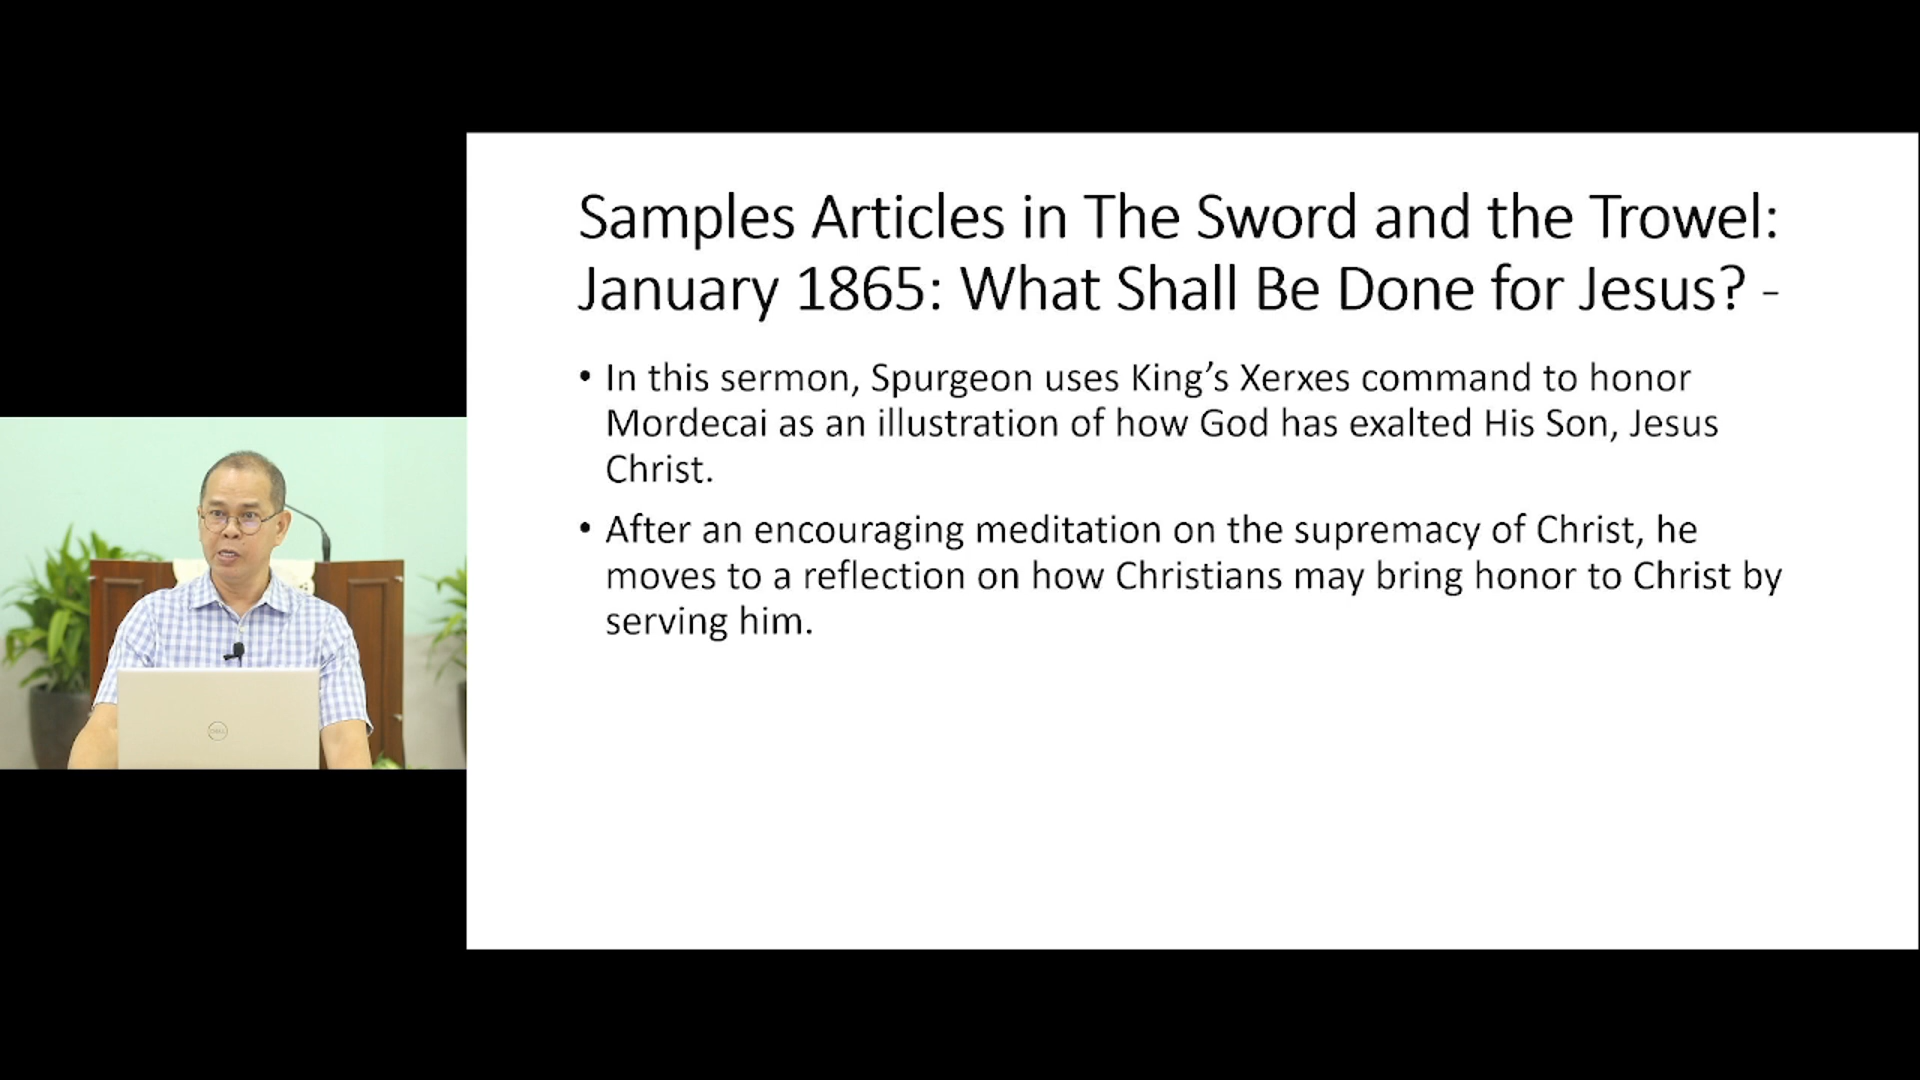 Samples Articles in The Sword and the Trowel:
January 1865: What Shall Be Done for Jesus? -
• In this sermon, Spurgeon uses King’s Xerxes command to honor
Mordecai as an illustration of how God has exalted His Son, Jesus
Christ.
• After an encouraging meditation on the supremacy of Christ, he
moves to a reflection on how Christians may bring honor to Christ by
serving him.
DELL